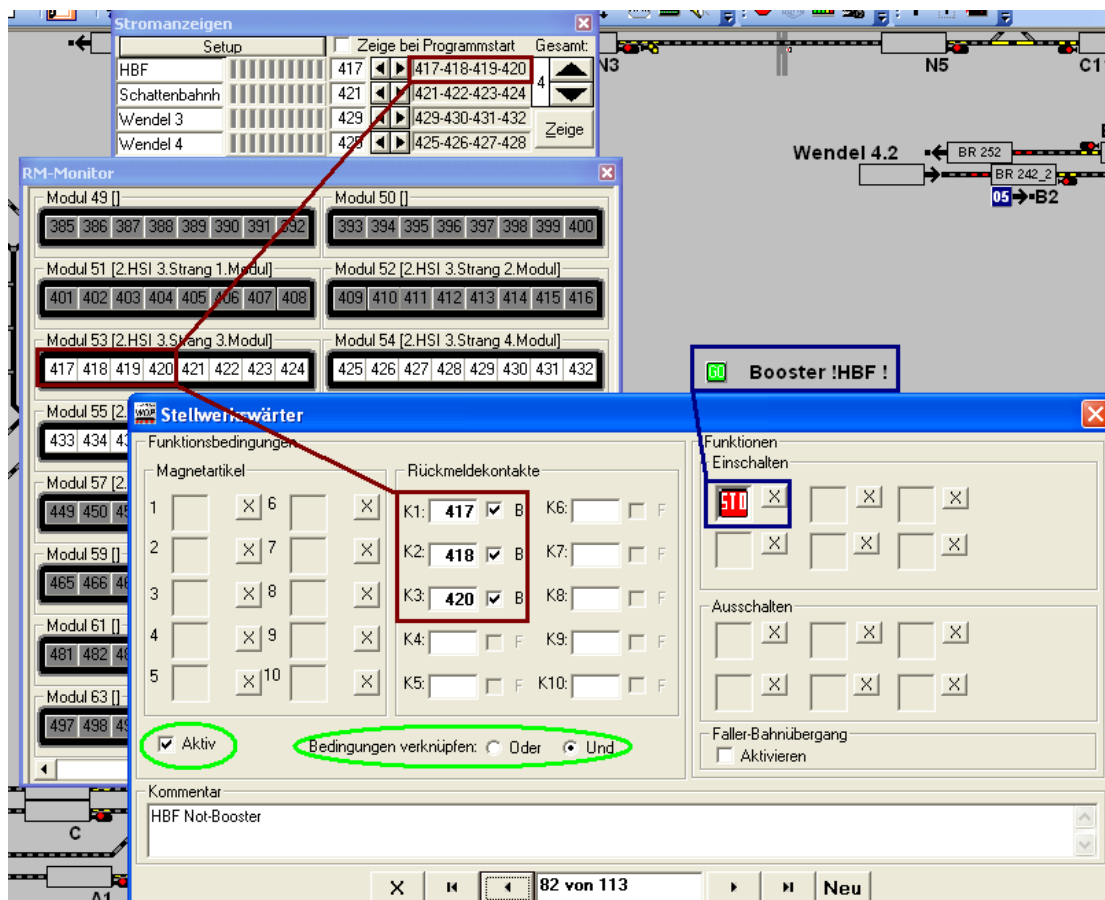 Stromanzeigen
Setup
Zeige bei Programmstart Gesamt:
HBF 417 417-418-419-420
Schattenbahnh 421 421-422-423-424
4
Wendel 3 429 429-430-431-432
Zeige
Wendel 4 425 425-426-427-428
N3
N5
Wendel 4.2
BR 252
BR 242_2
05 B2
RM-Monitor
Modul 49 [] Modul 50 []
385 386 387 388 389 390 391 392 393 394 395 396 397 398 399 400
Modul 51 [2.HSI 3.Strang 1.Modul] Modul 52 [2.HSI 3.Strang 2.Modul]
401 402 403 404 405 406 407 408 409 410 411 412 413 414 415 416
Modul 53 [2.HSI 3.Strang 3.Modul] Modul 54 [2.HSI 3.Strang 4.Modul]
417 418 419 420 421 422 423 424 425 426 427 428 429 430 431 432
Modul 55 [2.
433 434
Modul 57 [2.
449 450
Modul 59 []
465 466
Modul 61 []
481 482
Modul 63 []
497 498
GO Booster !HBF !
Stellwerkswärter
Funktionsbedingungen
Magnetartikel
1 X 6 X
2 X 7 X
3 X 8 X
4 X 9 X
5 X 10 X
Rückmeldekontakte
K1: 417 B K6: F
K2: 418 B K7: F
K3: 420 B K8: F
K4: F K9: F
K5: F K10: F
Aktiv
Bedingungen verknüpfen: Oder Und
Funktionen
Einschalten
STO X X X
X X X
Ausschalten
X X X
X X X
Faller-Bahnübergang
Aktivieren
Kommentar
HBF Not-Booster
X 82 von 113 Neu
C
A1